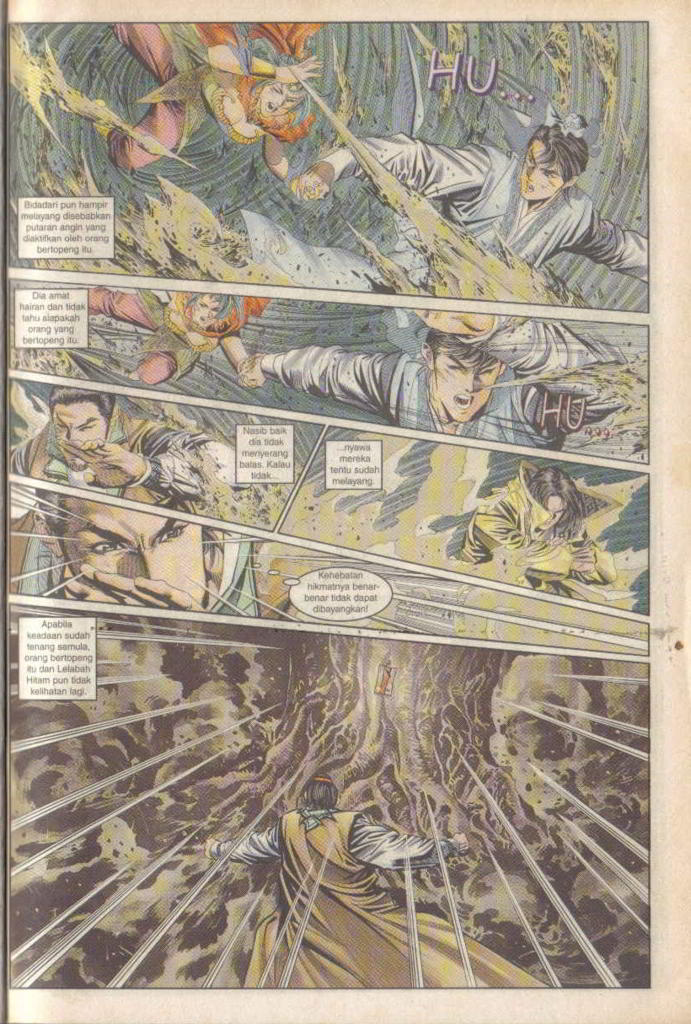 HU...
Bidadari pun hampir
melayang disebabkan
putaran angin yang
diaktifkan oleh orang
bertopeng itu.
Dia amat
hairan dan tidak
tahu siapakah
orang yang
bertopeng itu.
HU...
Nasib baik
dia tidak
menyerang
balas. Kalau
tidak...
...nyawa
mereka
tentu sudah
melayang.
Kehebatan
hikmatnya benar-
benar tidak dapat
dibayangkan!
Apabila
keadaan sudah
tenang semula,
orang bertopeng
itu dan Lelabah
Hitam pun tidak
kelihatan lagi.